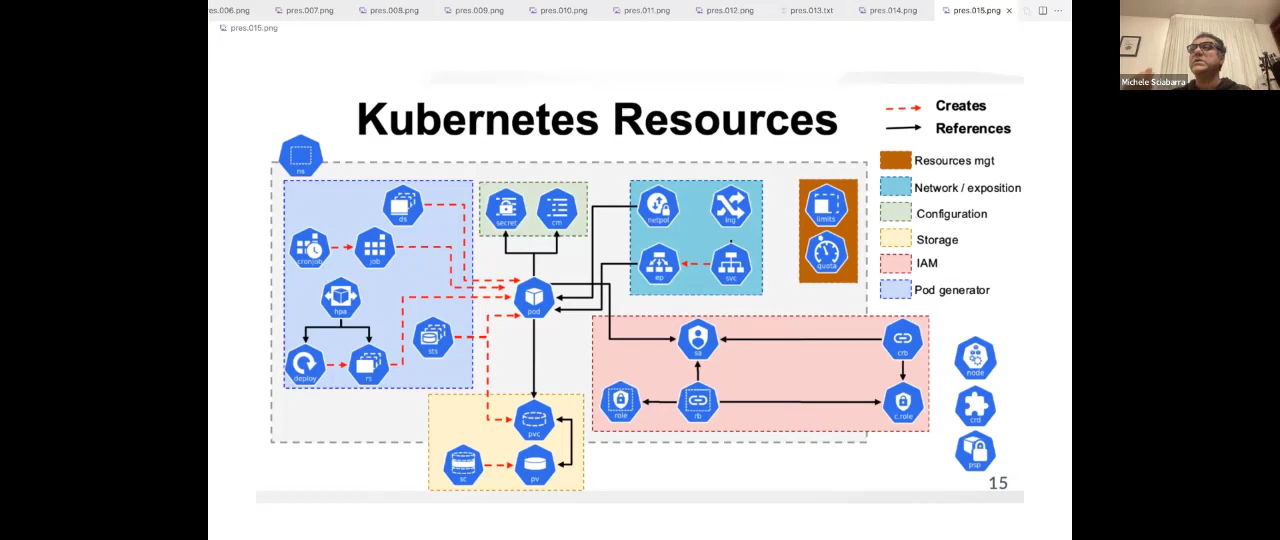 es.006.png
pres.007.png
pres.008.png
pres.009.png
pres.010.png
pres.011.png
pres.012.png
pres.013.txt
pres.014.png
pres.015.png
pres.015.png
Michele Sciabarra
Kubernetes Resources
Creates
References
Resources mgt
Network / exposition
Configuration
Storage
IAM
Pod generator
ns
ds
secret
cm
netpol
ing
limits
cronjob
job
ep
svc
quota
hpa
pod
sts
deploy
rs
sa
crb
node
role
rb
c.role
crd
pvc
psp
sc
pv
15